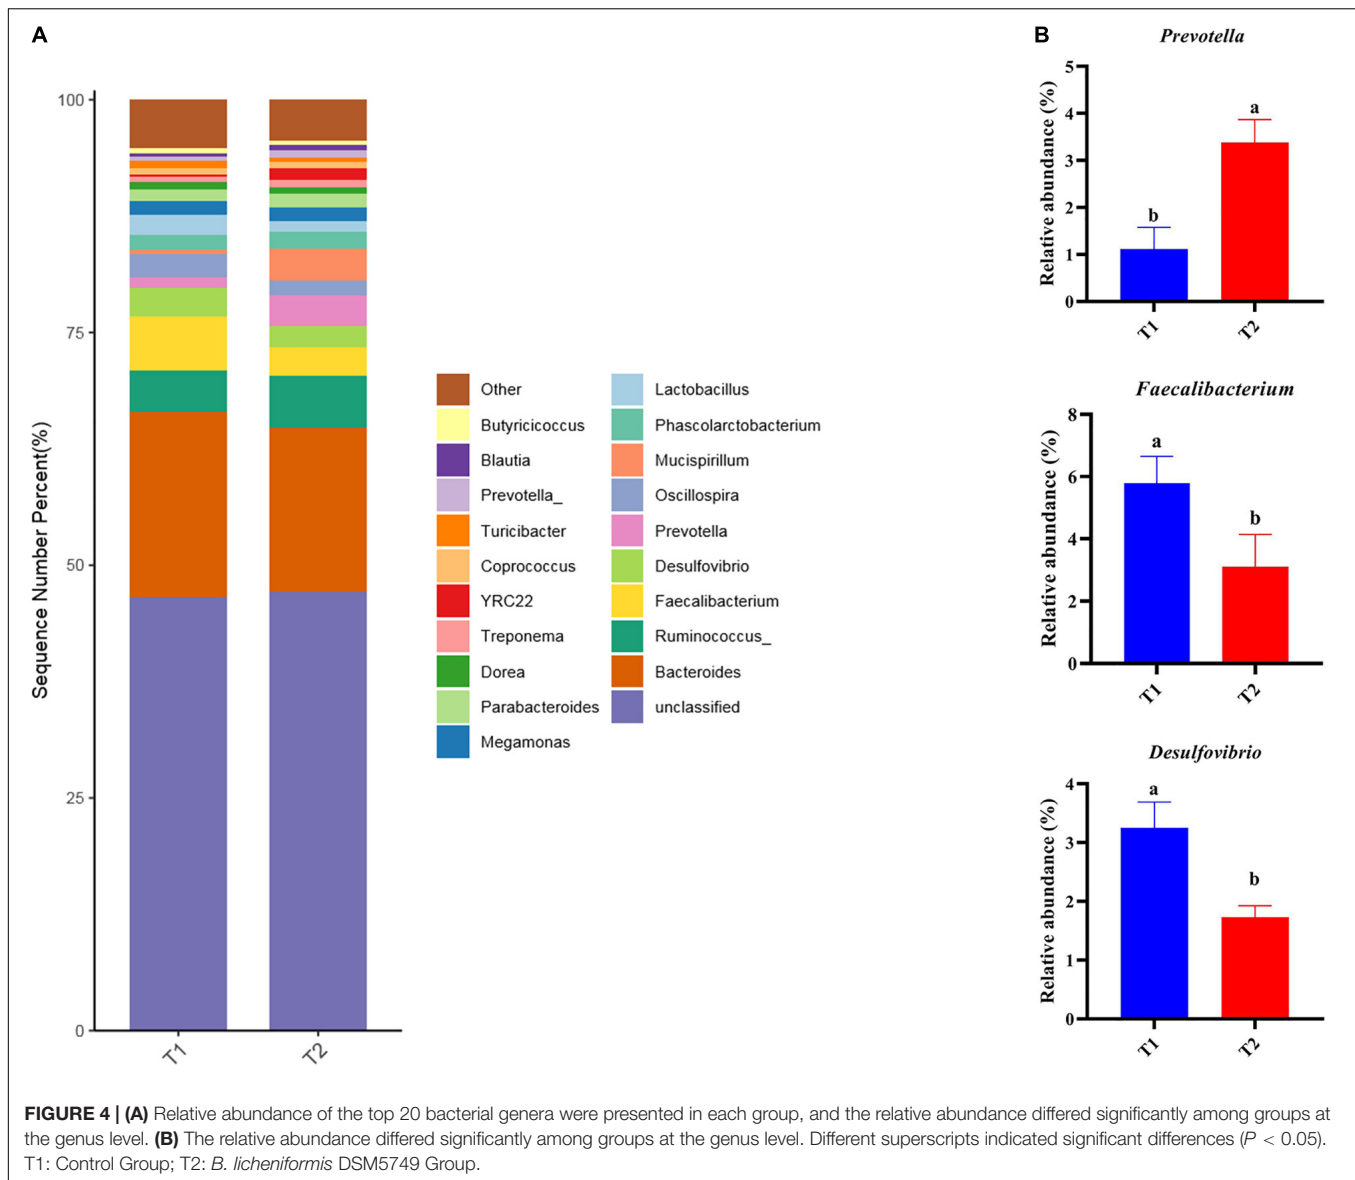 A
Sequence Number Percent(%)
100
75
50
25
0
T1
T2
Other
Butyricicoccus
Blautia
Prevotella_
Turicibacter
Coprococcus
YRC22
Treponema
Dorea
Parabacteroides
Megamonas
Lactobacillus
Phascolarctobacterium
Mucispirillum
Oscillospira
Prevotella
Desulfovibrio
Faecalibacterium
Ruminococcus_
Bacteroides
unclassified
B
Prevotella
Relative abundance (%)
5
4
3
2
1
0
b
a
T1
T2
Faecalibacterium
Relative abundance (%)
8
6
4
2
0
a
b
T1
T2
Desulfovibrio
Relative abundance (%)
4
3
2
1
0
a
b
T1
T2
FIGURE 4 | (A) Relative abundance of the top 20 bacterial genera were presented in each group, and the relative abundance differed significantly among groups at
the genus level. (B) The relative abundance differed significantly among groups at the genus level. Different superscripts indicated significant differences (P < 0.05).
T1: Control Group; T2: B. licheniformis DSM5749 Group.